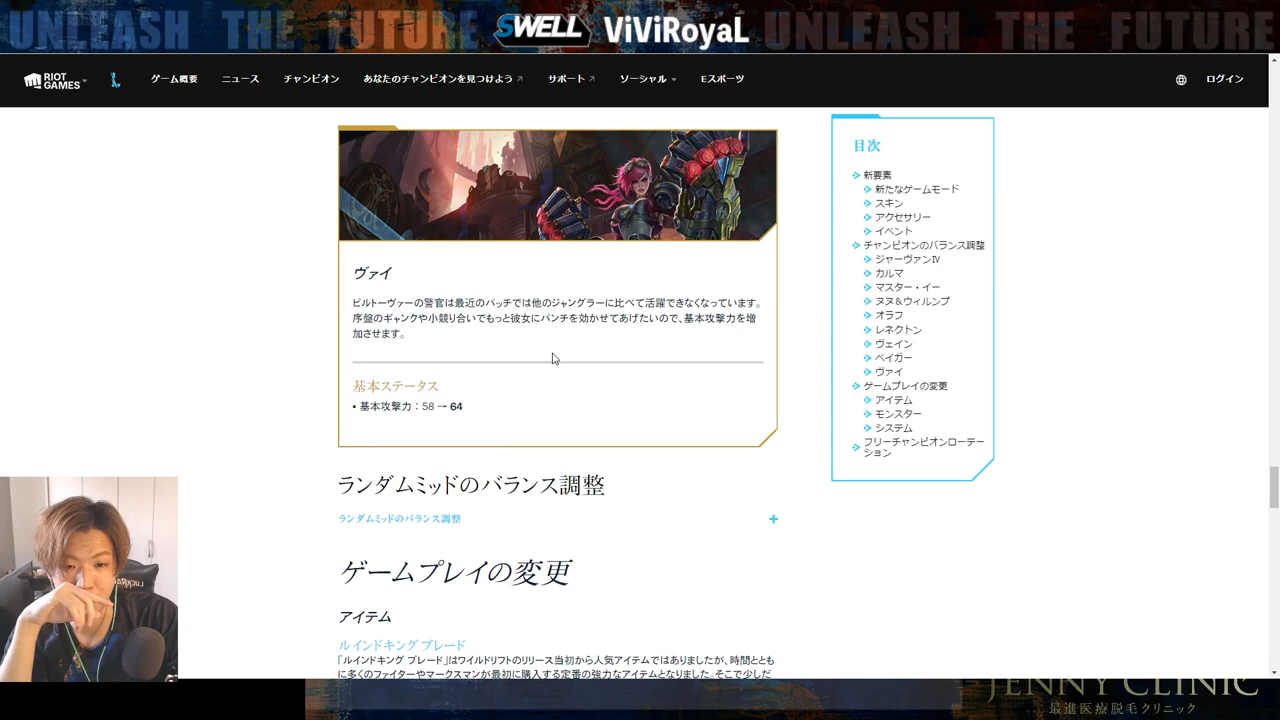 UNLEASH THE FUTURE
SWELL
ViViRoyaL
UNLEASH THE FUTURE
RIOT GAMES
ゲーム概要
ニュース
チャンピオン
あなたのチャンピオンを見つけよう
サポート
ソーシャル
Eスポーツ
ログイン
ヴァイ
ピルトーヴァーの警官は最近のパッチでは他のジャングラーに比べて活躍できなくなっています。
序盤のギャンクや小競り合いでもっと彼女にパンチを効かせてあげたいので、基本攻撃力を増
加させます。
基本ステータス
• 基本攻撃力：58 → 64
ランダムミッドのバランス調整
ランダムミッドのバランス調整
ゲームプレイの変更
アイテム
ルインドキング ブレード
「ルインドキング ブレード」はワイルドリフトのリリース当初から人気アイテムではありましたが、時間ととも
に多くのファイターやマークスマンが最初に購入する定番の強力なアイテムとなりました。そこで少しだ
目次
新要素
新たなゲームモード
スキン
アクセサリー
イベント
チャンピオンのバランス調整
ジャーヴァンⅣ
カルマ
マスター・イー
ヌヌ＆ウィルンプ
オラフ
レネクトン
ヴェイン
ベイガー
ヴァイ
ゲームプレイの変更
アイテム
モンスター
システム
フリーチャンピオンローテー
ション
JENNY CLINIC
最進医療脱毛クリニック